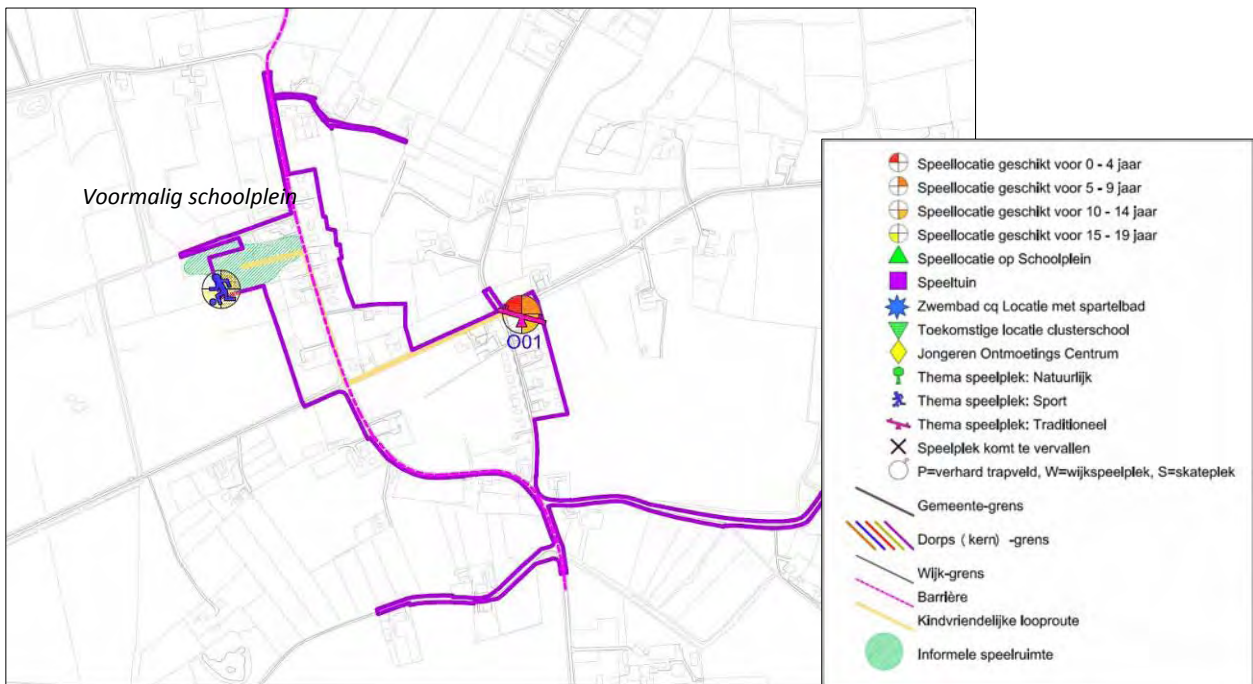 Voormalig schoolplein
O01
Speellocatie geschikt voor 0 - 4 jaar
Speellocatie geschikt voor 5 - 9 jaar
Speellocatie geschikt voor 10 - 14 jaar
Speellocatie geschikt voor 15 - 19 jaar
Speellocatie op Schoolplein
Speeltuin
Zwembad cq Locatie met spartelbad
Toekomstige locatie clusterschool
Jongeren Ontmoetings Centrum
Thema speelplek: Natuurlijk
Thema speelplek: Sport
Thema speelplek: Traditioneel
Speelplek komt te vervallen
P=verhard trapveld, W=wijkspeelplek, S=skateplek
Gemeente-grens
Dorps ( kern) -grens
Wijk-grens
Barrière
Kindvriendelijke looproute
Informele speelruimte